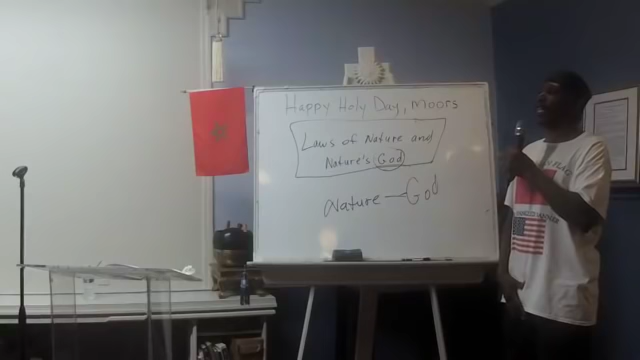 Happy Holy Day, Moors
Laws of Nature and
Nature's God
Nature — God